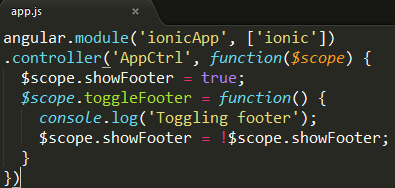 app.js ×
angular.module('ionicApp', ['ionic'])
.controller('AppCtrl', function($scope) {
  $scope.showFooter = true;
  $scope.toggleFooter = function() {
    console.log('Toggling footer');
    $scope.showFooter = !$scope.showFooter;
  }
})